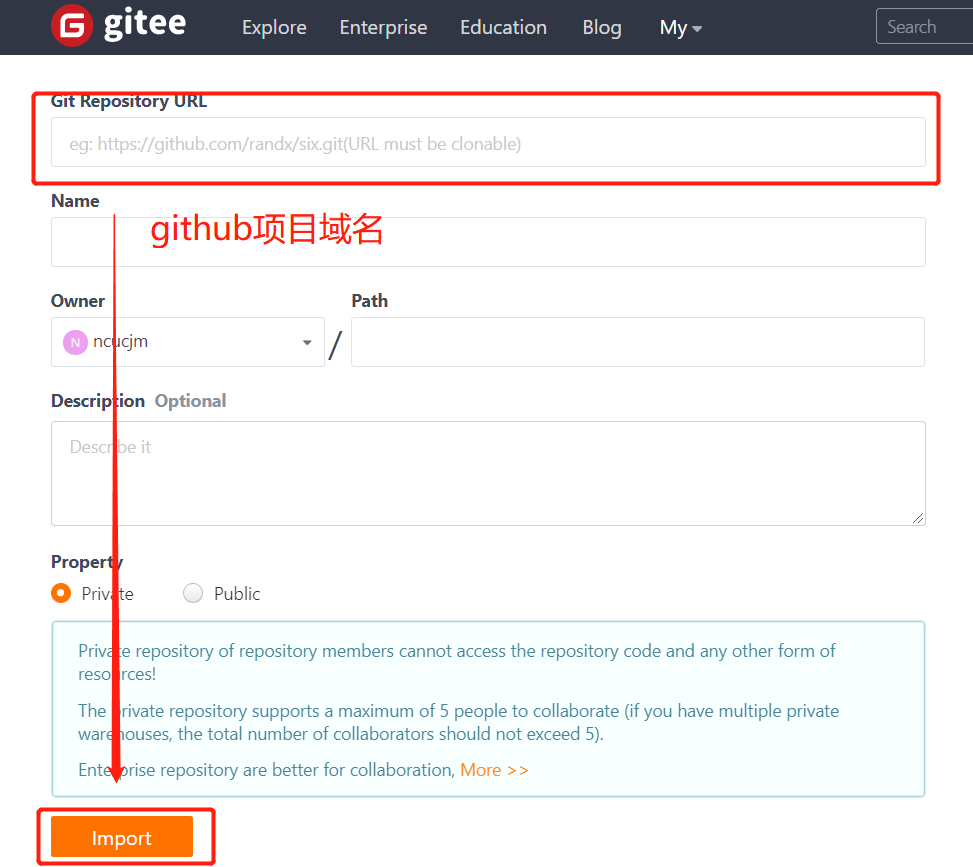 gitee Explore Enterprise Education Blog My Search
Git Repository URL
eg: https://github.com/randx/six.git(URL must be clonable)
Name
github项目域名
Owner Path
N ncucjm /
Description Optional
Describe it
Property
Private Public
Private repository of repository members cannot access the repository code and any other form of
resources!
The private repository supports a maximum of 5 people to collaborate (if you have multiple private
warehouses, the total number of collaborators should not exceed 5).
Enterprise repository are better for collaboration, More >>
Import